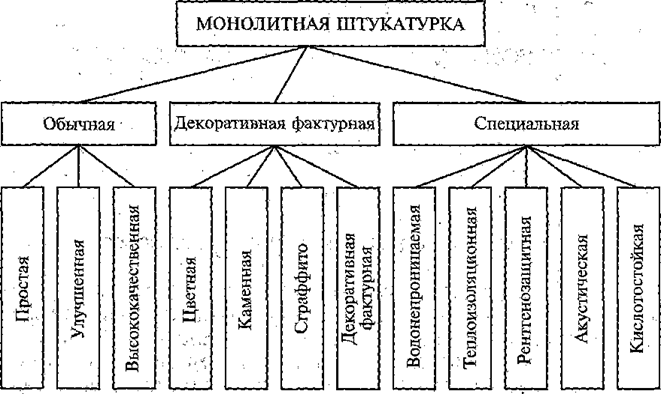 МОНОЛИТНАЯ ШТУКАТУРКА
Обычная
Декоративная фактурная
Специальная
Простая
Улучшенная
Высококачественная
Цветная
Каменная
Сграффито
Декоративная
фактурная
Водонепроницаемая
Теплоизоляционная
Рентгенозащитная
Акустическая
Кислотостойкая